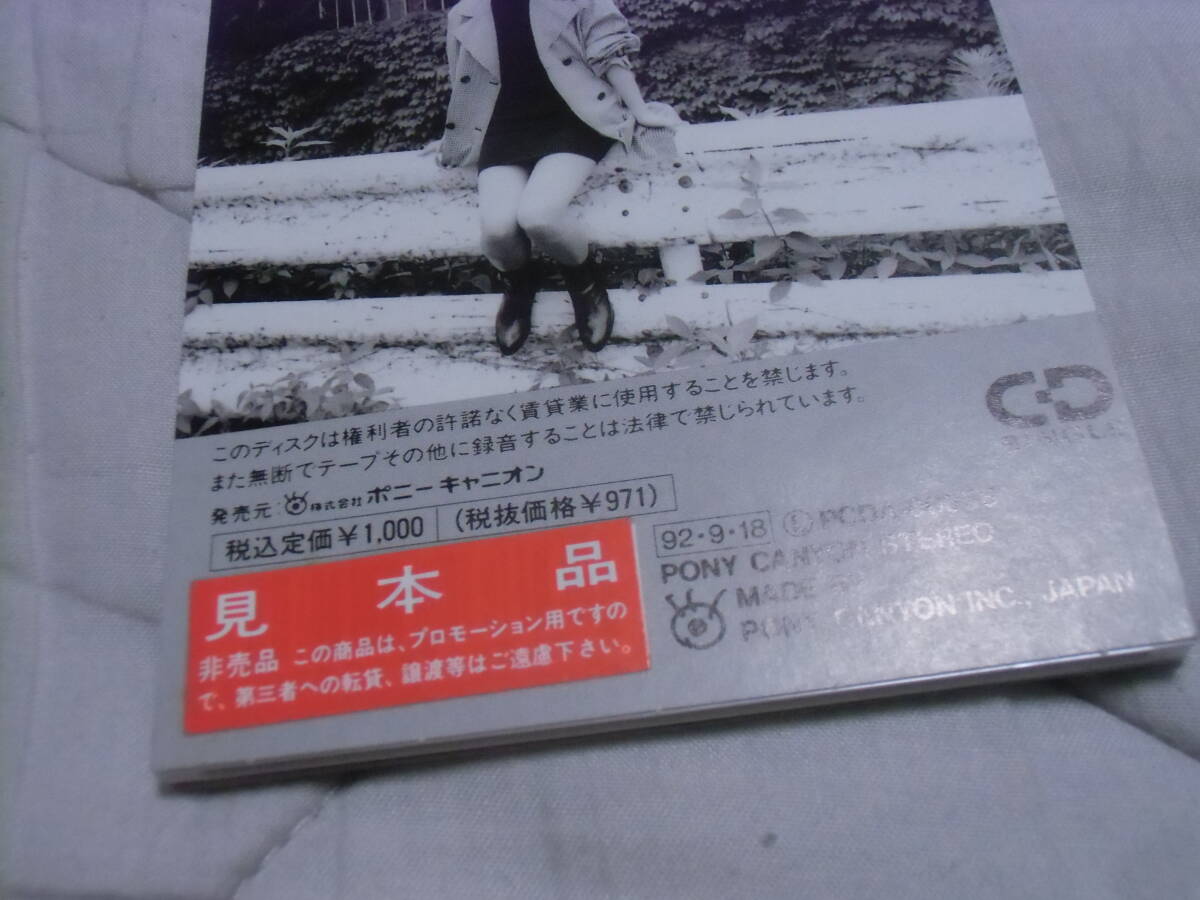 このディスクは権利者の許諾なく賃貸業に使用することを禁じます。
また無断でテープその他に録音することは法律で禁じられています。
発売元：株式会社ポニーキャニオン
税込定価￥1,000 (税抜価格￥971)
見本品
非売品 この商品は、プロモーション用ですの
で、第三者への転貸、譲渡等はご遠慮下さい。
CD
92・9・18 Ⓛ
PONY CANYON STEREO
MADE
PONY CANYON INC., JAPAN